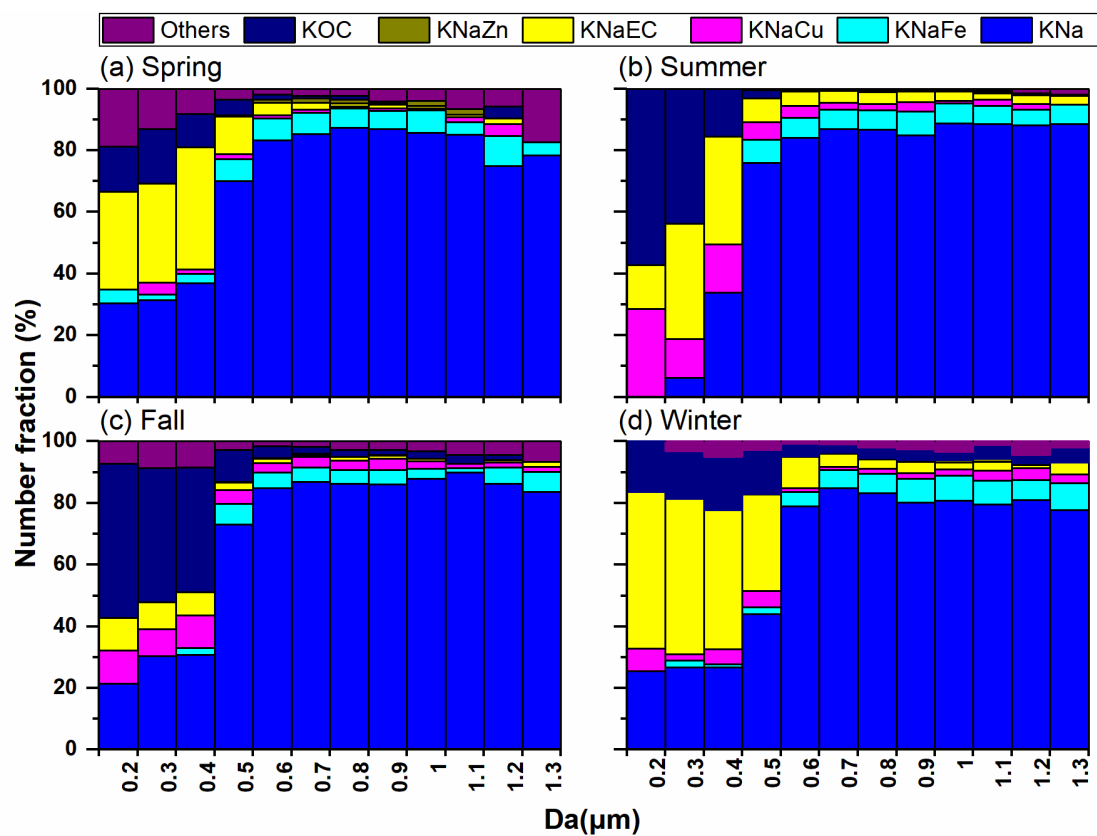 Others KOC KNaZn KNaEC KNaCu KNaFe KNa
(a) Spring (b) Summer
100
80
60
40
20
0
(c) Fall (d) Winter
100
80
60
40
20
0
Number fraction (%)
0.2 0.3 0.4 0.5 0.6 0.7 0.8 0.9 1 1.1 1.2 1.3
0.2 0.3 0.4 0.5 0.6 0.7 0.8 0.9 1 1.1 1.2 1.3
Da(μm)